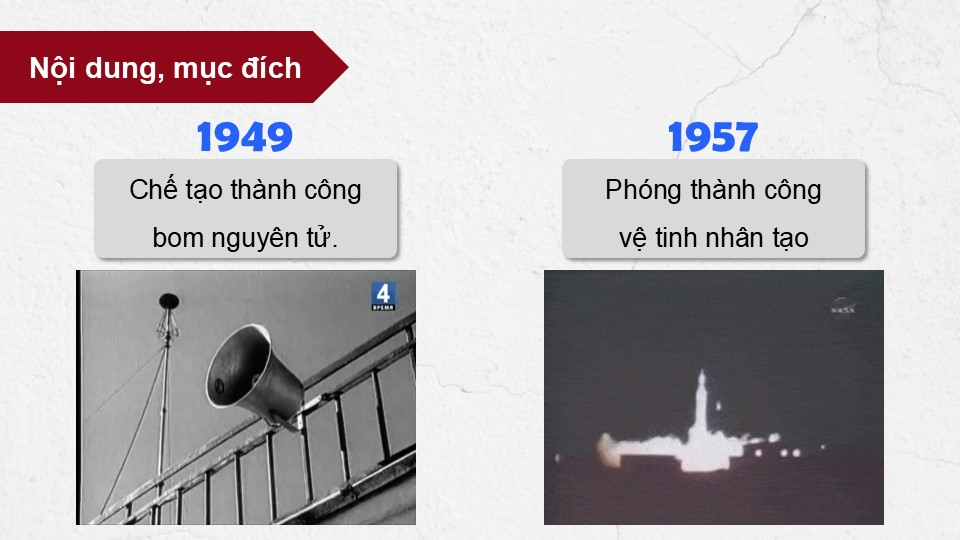 Nội dung, mục đích
1949
1957
Chế tạo thành công
bom nguyên tử.
Phóng thành công
vệ tinh nhân tạo
4
ВРЕМЯ
NASA